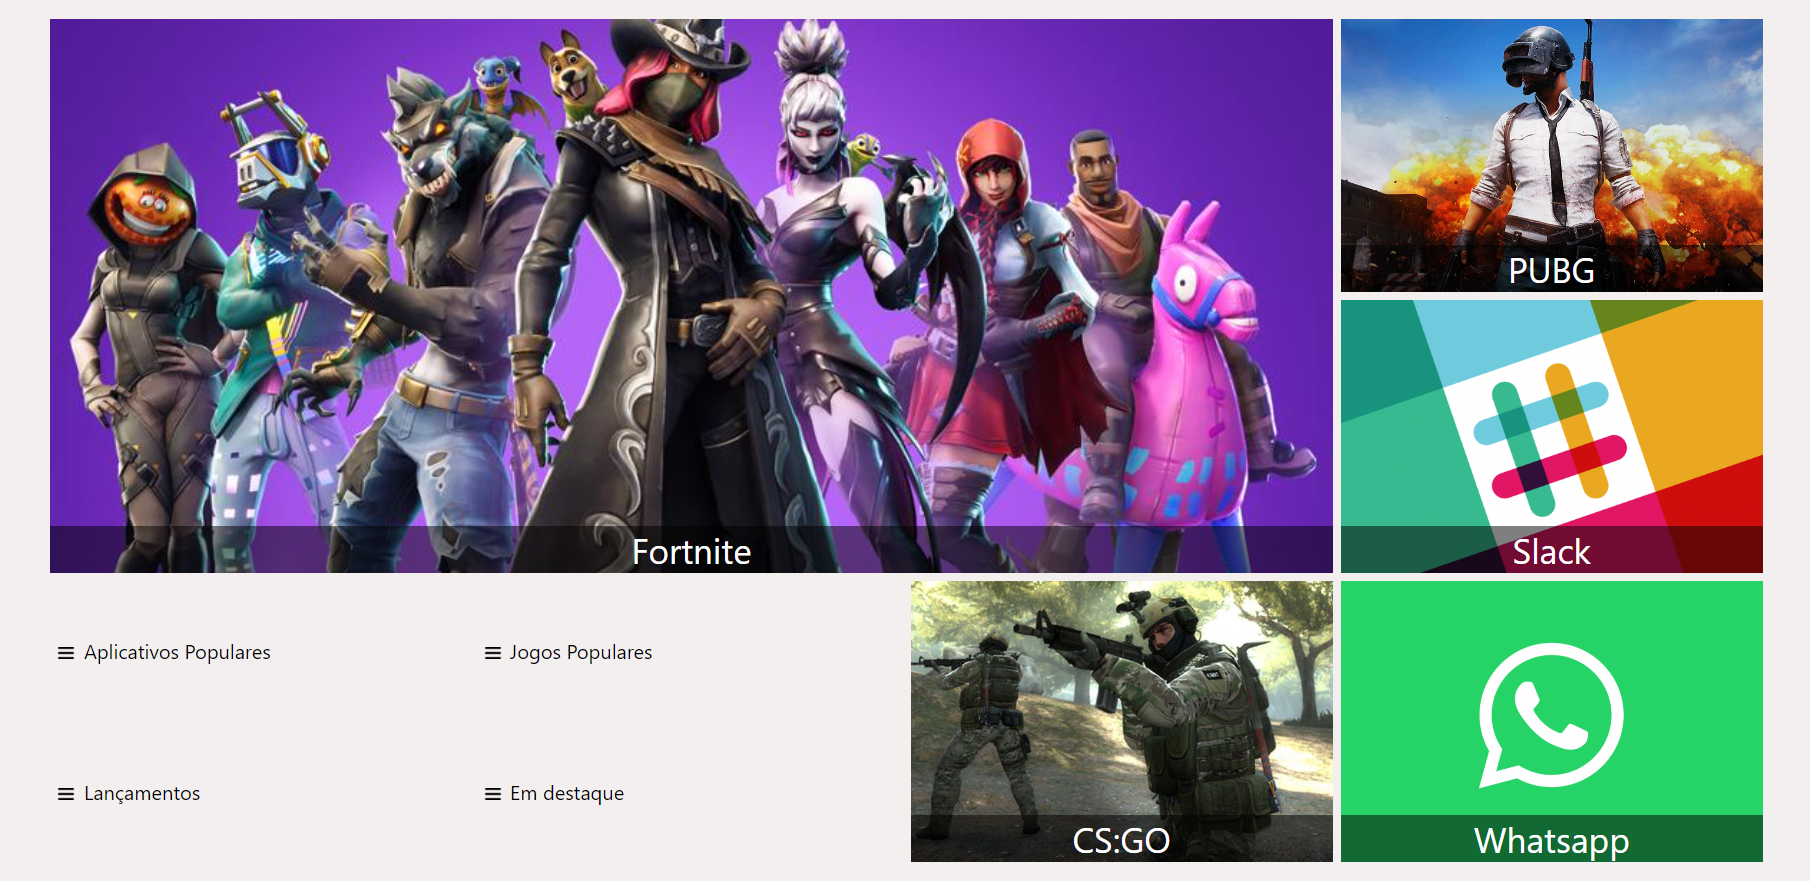 Fortnite
PUBG
Slack
Aplicativos Populares
Jogos Populares
Lançamentos
Em destaque
CS:GO
Whatsapp